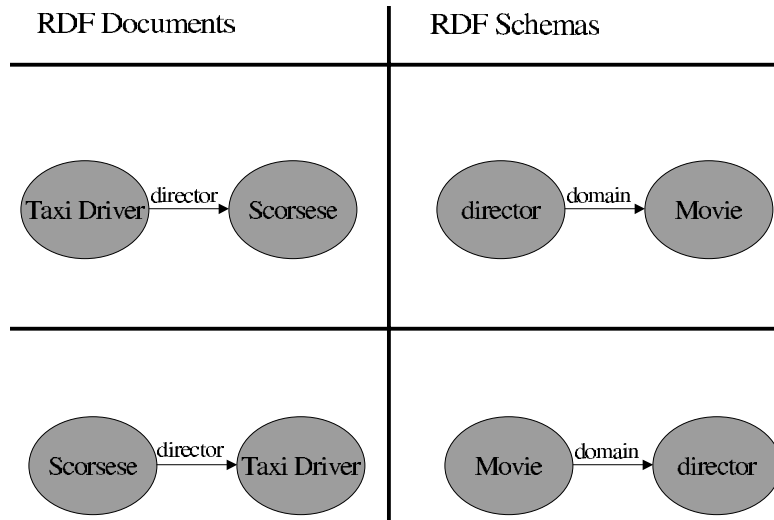 RDF Documents
RDF Schemas
Taxi Driver director Scorsese
director domain Movie
Scorsese director Taxi Driver
Movie domain director